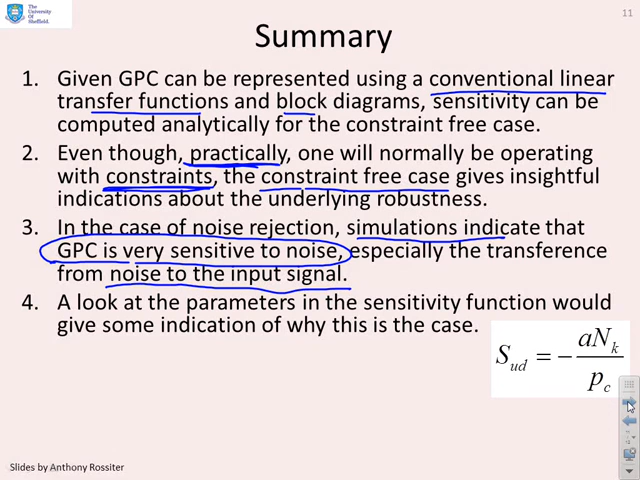 The
University
Of
Sheffield.
11
Summary
1. Given GPC can be represented using a conventional linear
transfer functions and block diagrams, sensitivity can be
computed analytically for the constraint free case.
2. Even though, practically, one will normally be operating
with constraints, the constraint free case gives insightful
indications about the underlying robustness.
3. In the case of noise rejection, simulations indicate that
GPC is very sensitive to noise, especially the transference
from noise to the input signal.
4. A look at the parameters in the sensitivity function would
give some indication of why this is the case.
S_ud = − aN_k / p_c
Slides by Anthony Rossiter